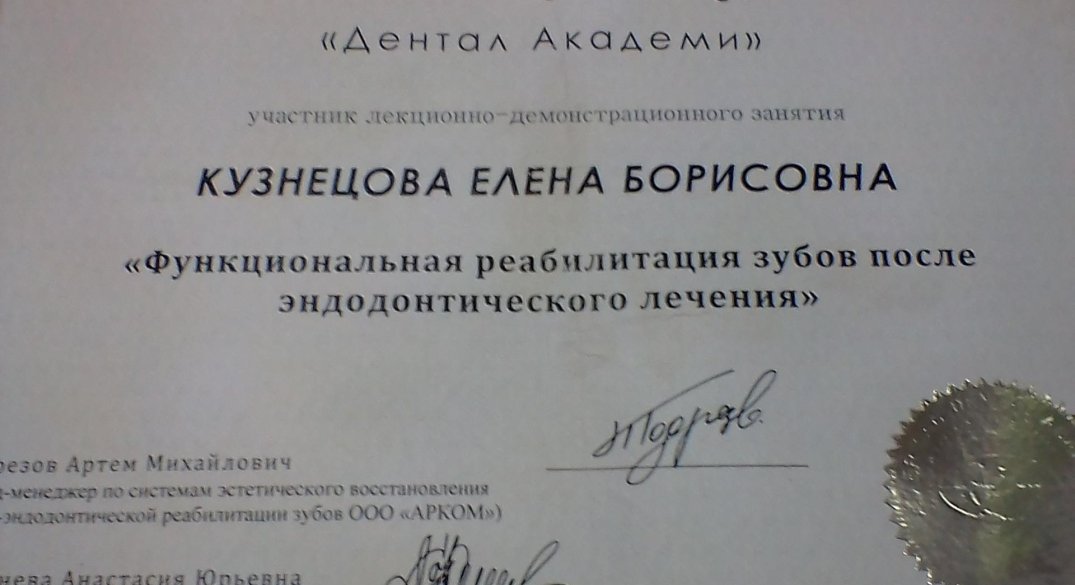 «Дентал Академи»
участник лекционно-демонстрационного занятия
КУЗНЕЦОВА ЕЛЕНА БОРИСОВНА
«Функциональная реабилитация зубов после
эндодонтического лечения»
Артем Михайлович
-менеджер по системам эстетического восстановления
-эндодонтической реабилитации зубов ООО «АРКОМ»)
Анастасия Юрьевна